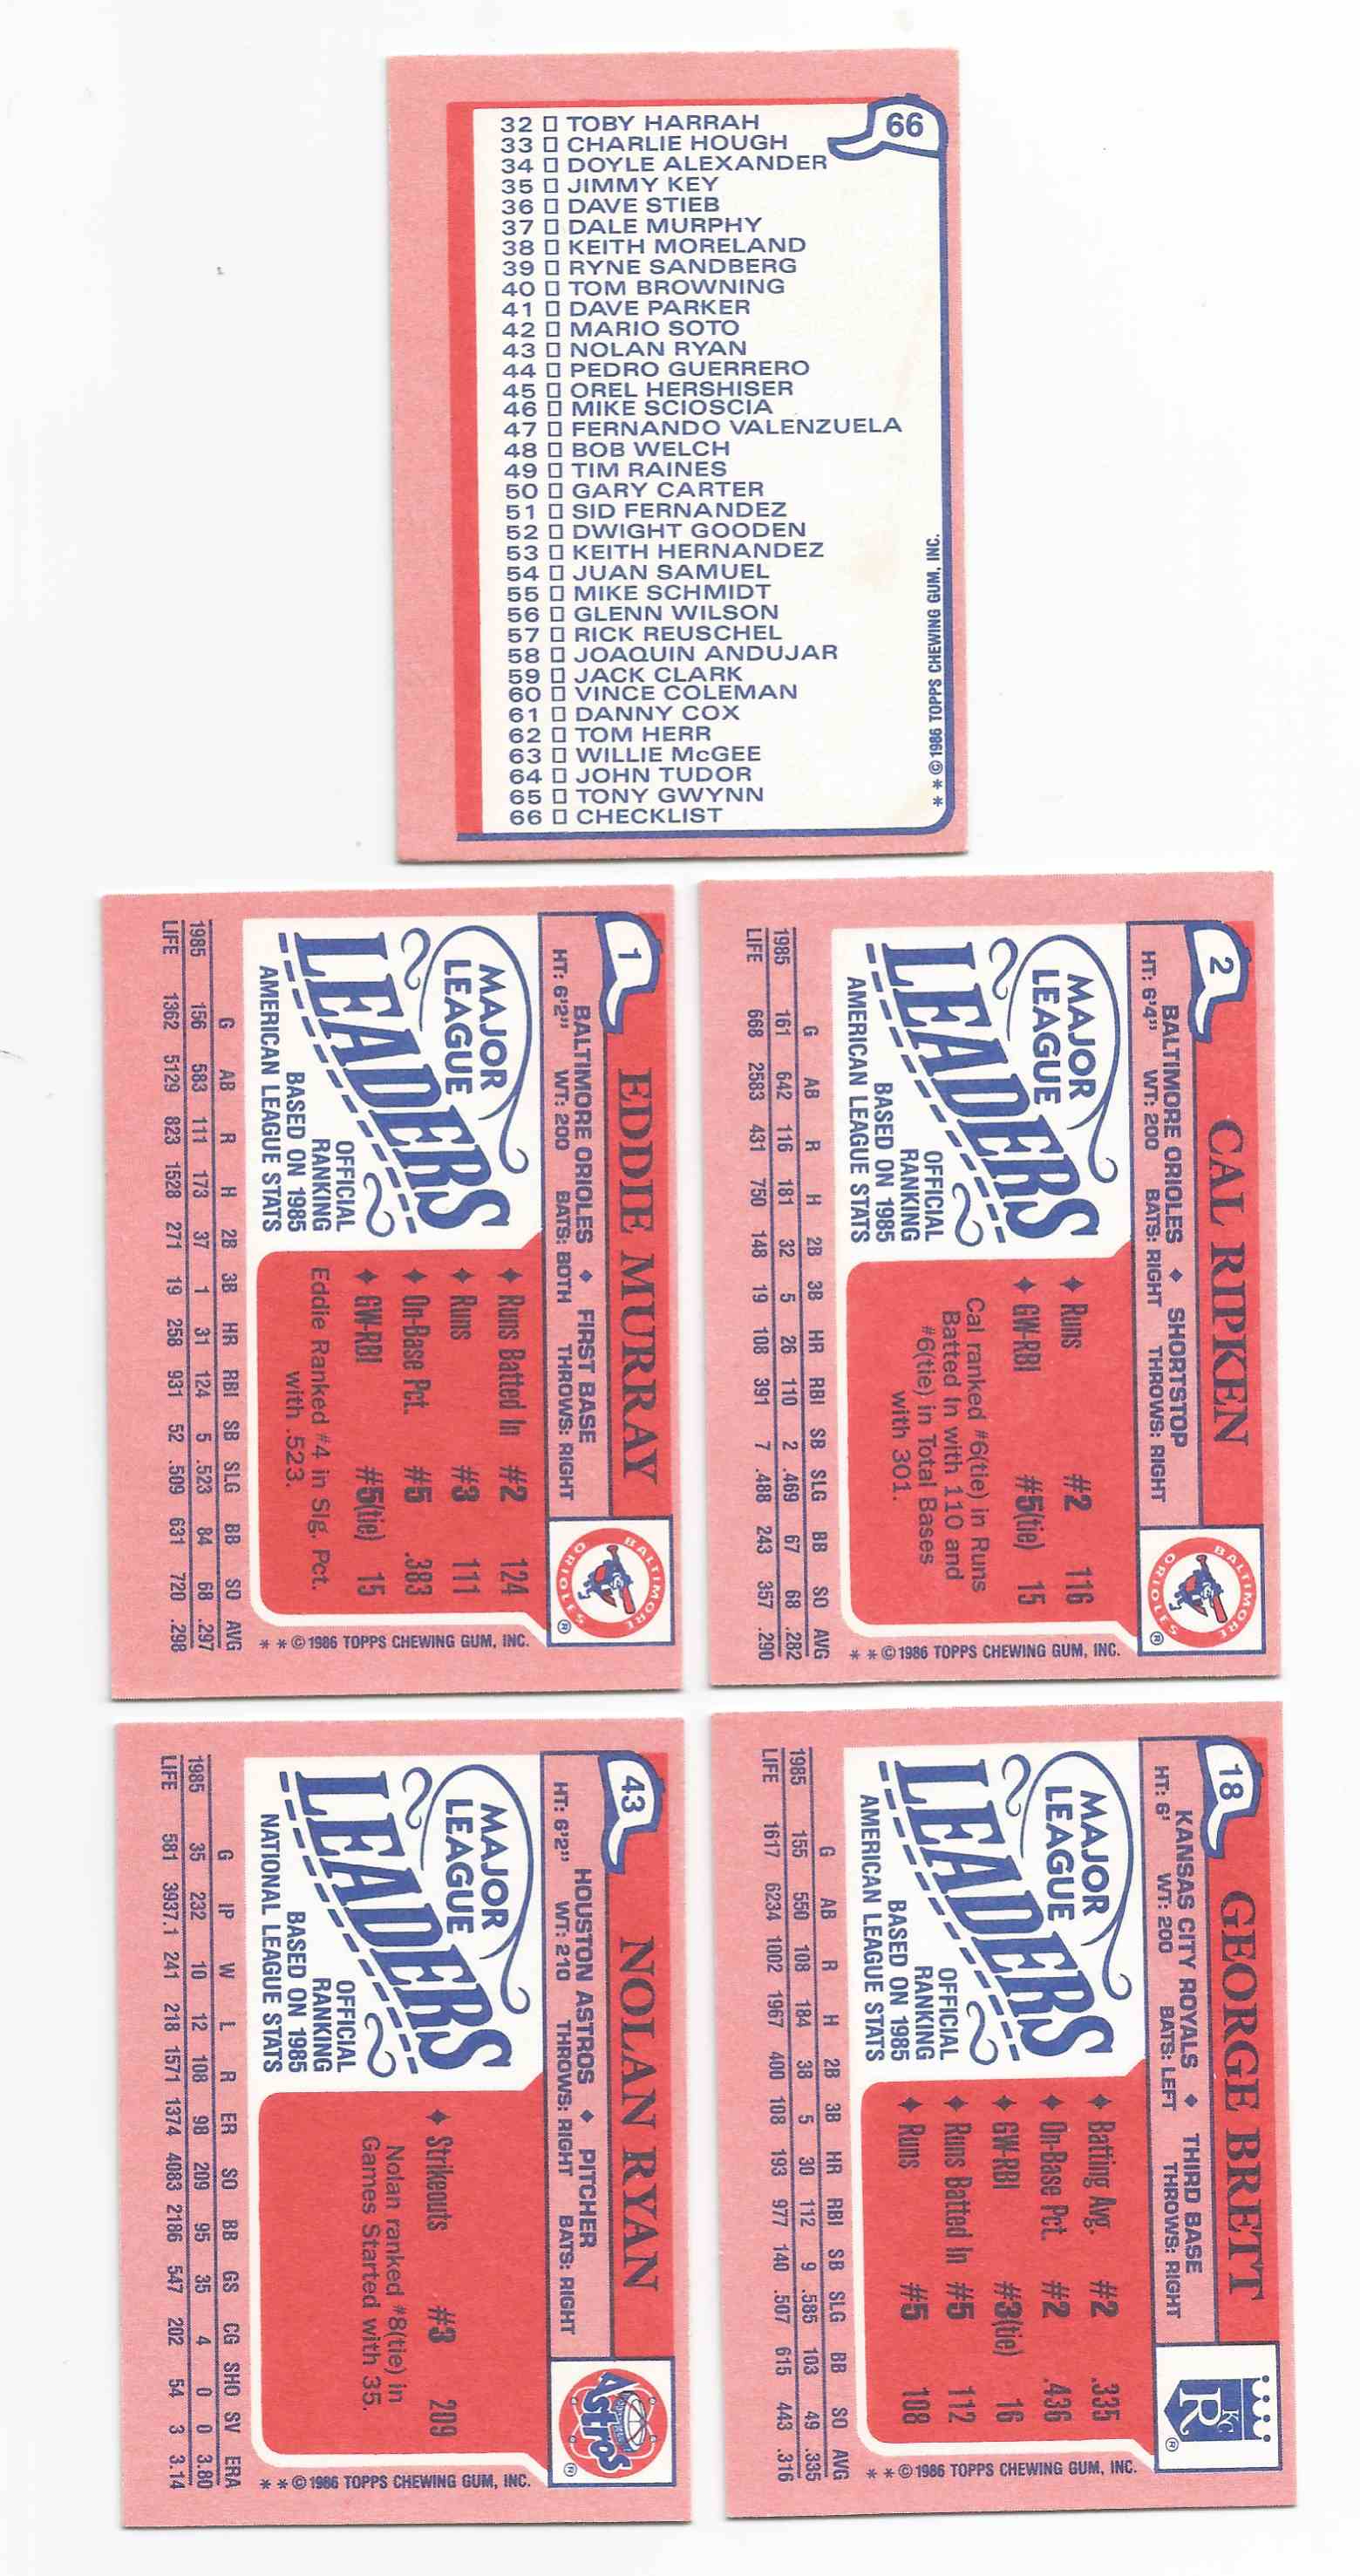 66
32 ☐ TOBY HARRAH
33 ☐ CHARLIE HOUGH
34 ☐ DOYLE ALEXANDER
35 ☐ JIMMY KEY
36 ☐ DAVE STIEB
37 ☐ DALE MURPHY
38 ☐ KEITH MORELAND
39 ☐ RYNE SANDBERG
40 ☐ TOM BROWNING
41 ☐ DAVE PARKER
42 ☐ MARIO SOTO
43 ☐ NOLAN RYAN
44 ☐ PEDRO GUERRERO
45 ☐ OREL HERSHISER
46 ☐ MIKE SCIOSCIA
47 ☐ FERNANDO VALENZUELA
48 ☐ BOB WELCH
49 ☐ TIM RAINES
50 ☐ GARY CARTER
51 ☐ SID FERNANDEZ
52 ☐ DWIGHT GOODEN
53 ☐ KEITH HERNANDEZ
54 ☐ JUAN SAMUEL
55 ☐ MIKE SCHMIDT
56 ☐ GLENN WILSON
57 ☐ RICK REUSCHEL
58 ☐ JOAQUIN ANDUJAR
59 ☐ JACK CLARK
60 ☐ VINCE COLEMAN
61 ☐ DANNY COX
62 ☐ TOM HERR
63 ☐ WILLIE McGEE
64 ☐ JOHN TUDOR
65 ☐ TONY GWYNN
66 ☐ CHECKLIST
* * © 1986 TOPPS CHEWING GUM, INC.
1
EDDIE MURRAY
BALTIMORE ORIOLES ♦ FIRST BASE
HT: 6'2" WT: 200 BATS: BOTH THROWS: RIGHT
BALTIMORE
ORIOLES
®
MAJOR
LEAGUE
LEADERS
OFFICIAL
RANKING
BASED ON 1985
AMERICAN LEAGUE STATS
✦ Runs Batted In #2 124
✦ Runs #3 111
✦ On-Base Pct. #5 .383
✦ GW-RBI #5(tie) 15
Eddie Ranked #4 in Slg. Pct.
with .523.
* * © 1986 TOPPS CHEWING GUM, INC.
G AB R H 2B 3B HR RBI SB SLG BB SO AVG
1985 156 583 111 173 37 1 31 124 5 .523 84 68 .297
LIFE 1362 5129 823 1528 271 19 258 931 52 .509 631 720 .298
2
CAL RIPKEN
BALTIMORE ORIOLES ♦ SHORTSTOP
HT: 6'4" WT: 200 BATS: RIGHT THROWS: RIGHT
BALTIMORE
ORIOLES
®
MAJOR
LEAGUE
LEADERS
OFFICIAL
RANKING
BASED ON 1985
AMERICAN LEAGUE STATS
✦ Runs #2 116
✦ GW-RBI #5(tie) 15
Cal ranked #6(tie) in Runs
Batted In with 110 and
#6(tie) in Total Bases
with 301.
* * © 1986 TOPPS CHEWING GUM, INC.
G AB R H 2B 3B HR RBI SB SLG BB SO AVG
1985 161 642 116 181 32 5 26 110 2 .469 67 68 .282
LIFE 668 2583 431 750 148 19 108 391 7 .488 243 357 .290
43
NOLAN RYAN
HOUSTON ASTROS ♦ PITCHER
HT: 6'2" WT: 210 THROWS: RIGHT BATS: RIGHT
Astros
®
MAJOR
LEAGUE
LEADERS
OFFICIAL
RANKING
BASED ON 1985
NATIONAL LEAGUE STATS
✦ Strikeouts #3 209
Nolan ranked #8(tie) in
Games Started with 35.
* * © 1986 TOPPS CHEWING GUM, INC.
G IP W L R ER SO BB GS CG SHO SV ERA
1985 35 232 10 12 108 98 209 95 35 4 0 0 3.80
LIFE 581 3937.1 241 218 1571 1374 4083 2186 547 202 54 3 3.14
18
GEORGE BRETT
KANSAS CITY ROYALS ♦ THIRD BASE
HT: 6' WT: 200 BATS: LEFT THROWS: RIGHT
KC
R
®
MAJOR
LEAGUE
LEADERS
OFFICIAL
RANKING
BASED ON 1985
AMERICAN LEAGUE STATS
✦ Batting Avg. #2 .335
✦ On-Base Pct. #2 .436
✦ GW-RBI #3(tie) 16
✦ Runs Batted In #5 112
✦ Runs #5 108
* * © 1986 TOPPS CHEWING GUM, INC.
G AB R H 2B 3B HR RBI SB SLG BB SO AVG
1985 155 550 108 184 38 5 30 112 9 .585 103 49 .335
LIFE 1617 6234 1002 1967 400 108 193 977 140 .507 615 443 .316